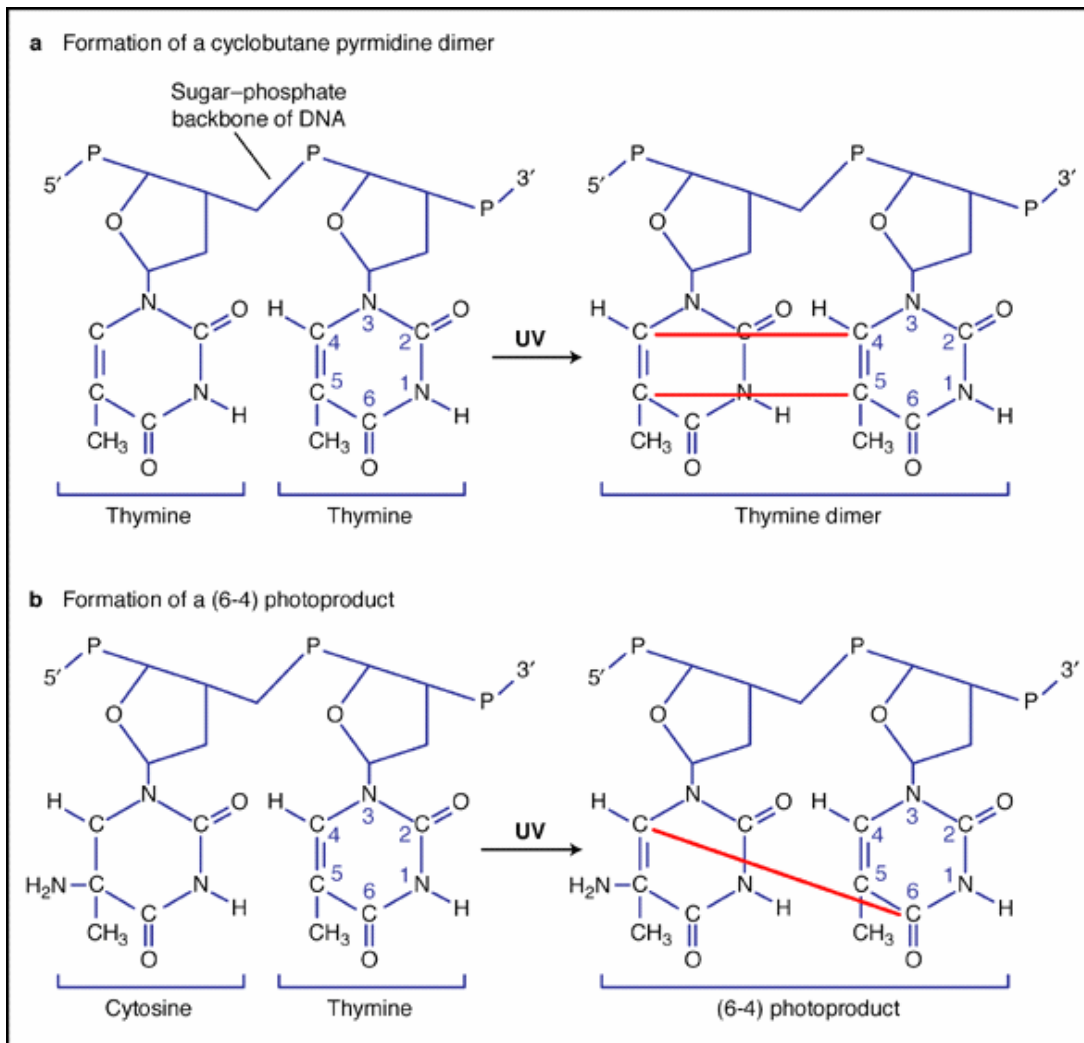 a Formation of a cyclobutane pyrmidine dimer
Sugar–phosphate
backbone of DNA
P P P P
5′ 3′ P 5′ 3′ P
O O O O
N N N N
C C O H C 3 C O H C C O H C 3 C O
4 2 4 2
UV
C N C 5 1 N C N C 5 1 N
C H 6 C H C H 6 C H
CH3 CH3 CH3 CH3
O O O O
Thymine Thymine Thymine dimer
b Formation of a (6-4) photoproduct
P P P P
5′ 3′ P 5′ 3′ P
O O O O
N N N N
H C C O H C 3 C O H C C O H C 3 C O
4 2 4 2
UV
H2N C N C 5 1 N H2N C N C 5 1 N
C H 6 C H C H 6 C H
CH3 CH3 CH3 CH3
O O O O
Cytosine Thymine (6-4) photoproduct